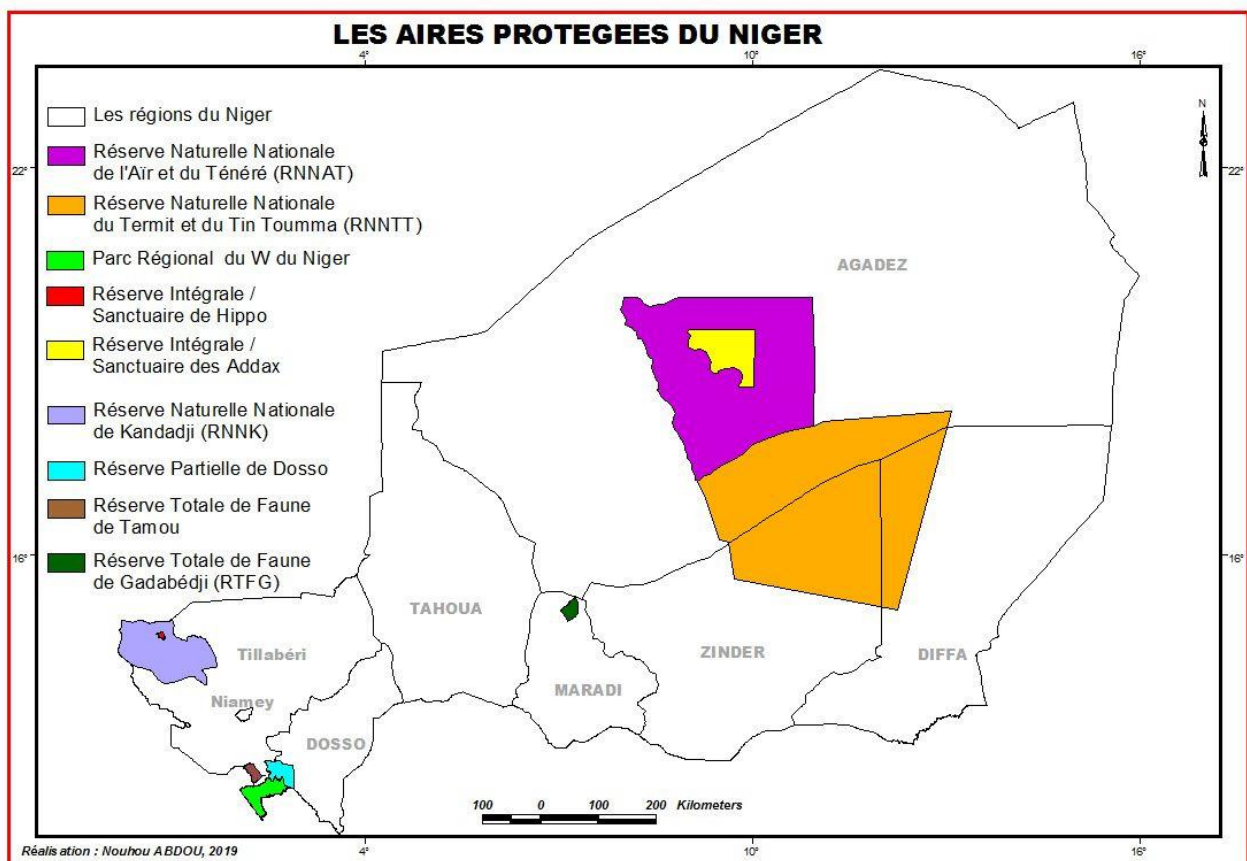 LES AIRES PROTEGEES DU NIGER
4° 10° 16°
N
Les régions du Niger
Réserve Naturelle Nationale
de l'Aïr et du Ténéré (RNNAT)
22° 22°
Réserve Naturelle Nationale
du Termit et du Tin Toumma (RNNTT)
Parc Régional du W du Niger
AGADEZ
Réserve Intégrale /
Sanctuaire de Hippo
Réserve Intégrale /
Sanctuaire des Addax
Réserve Naturelle Nationale
de Kandadji (RNNK)
Réserve Partielle de Dosso
Réserve Totale de Faune
de Tamou
Réserve Totale de Faune
de Gadabédji (RTFG)
16° 16°
TAHOUA
Tillabéri
ZINDER
DIFFA
MARADI
Niamey
DOSSO
100 0 100 200 Kilometers
Réalisation : Nouhou ABDOU, 2019
4° 10° 16°